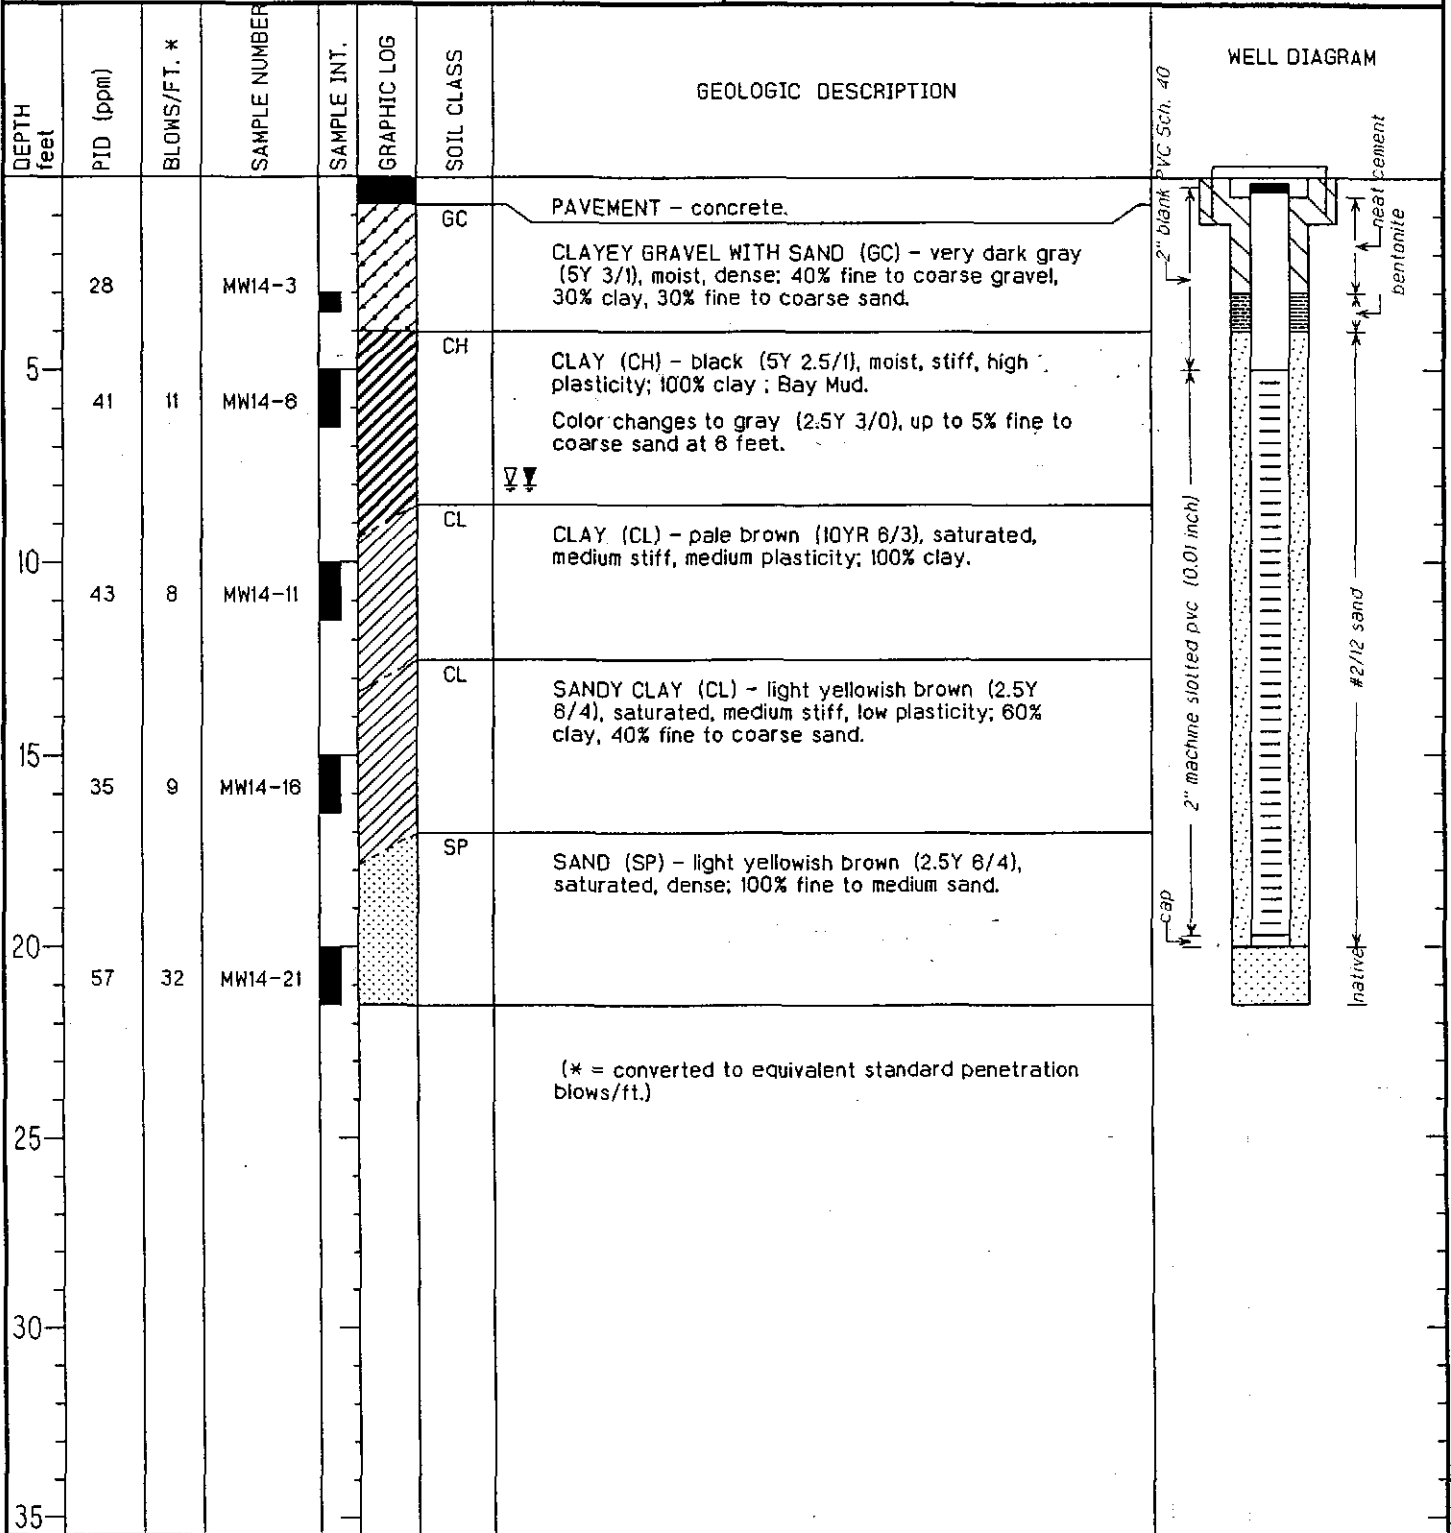 DEPTH
feet
PID (ppm)
BLOWS/FT. *
SAMPLE NUMBER
SAMPLE INT.
GRAPHIC LOG
SOIL CLASS
GEOLOGIC DESCRIPTION
WELL DIAGRAM
PAVEMENT - concrete.
GC
CLAYEY GRAVEL WITH SAND (GC) - very dark gray
(5Y 3/1), moist, dense; 40% fine to coarse gravel,
30% clay, 30% fine to coarse sand.
28
MW14-3
CH
CLAY (CH) - black (5Y 2.5/1), moist, stiff, high
plasticity; 100% clay ; Bay Mud.
5
41
11
MW14-6
Color changes to gray (2.5Y 3/0), up to 5% fine to
coarse sand at 6 feet.
CL
CLAY (CL) - pale brown (10YR 6/3), saturated,
medium stiff, medium plasticity; 100% clay.
10
43
8
MW14-11
CL
SANDY CLAY (CL) - light yellowish brown (2.5Y
6/4), saturated, medium stiff, low plasticity; 60%
clay, 40% fine to coarse sand.
15
35
9
MW14-16
SP
SAND (SP) - light yellowish brown (2.5Y 6/4),
saturated, dense; 100% fine to medium sand.
20
57
32
MW14-21
(* = converted to equivalent standard penetration
blows/ft.)
25
30
35
2" blank PVC Sch. 40
2" machine slotted pvc (0.01 inch)
cap
neat cement
bentonite
#2/12 sand
native